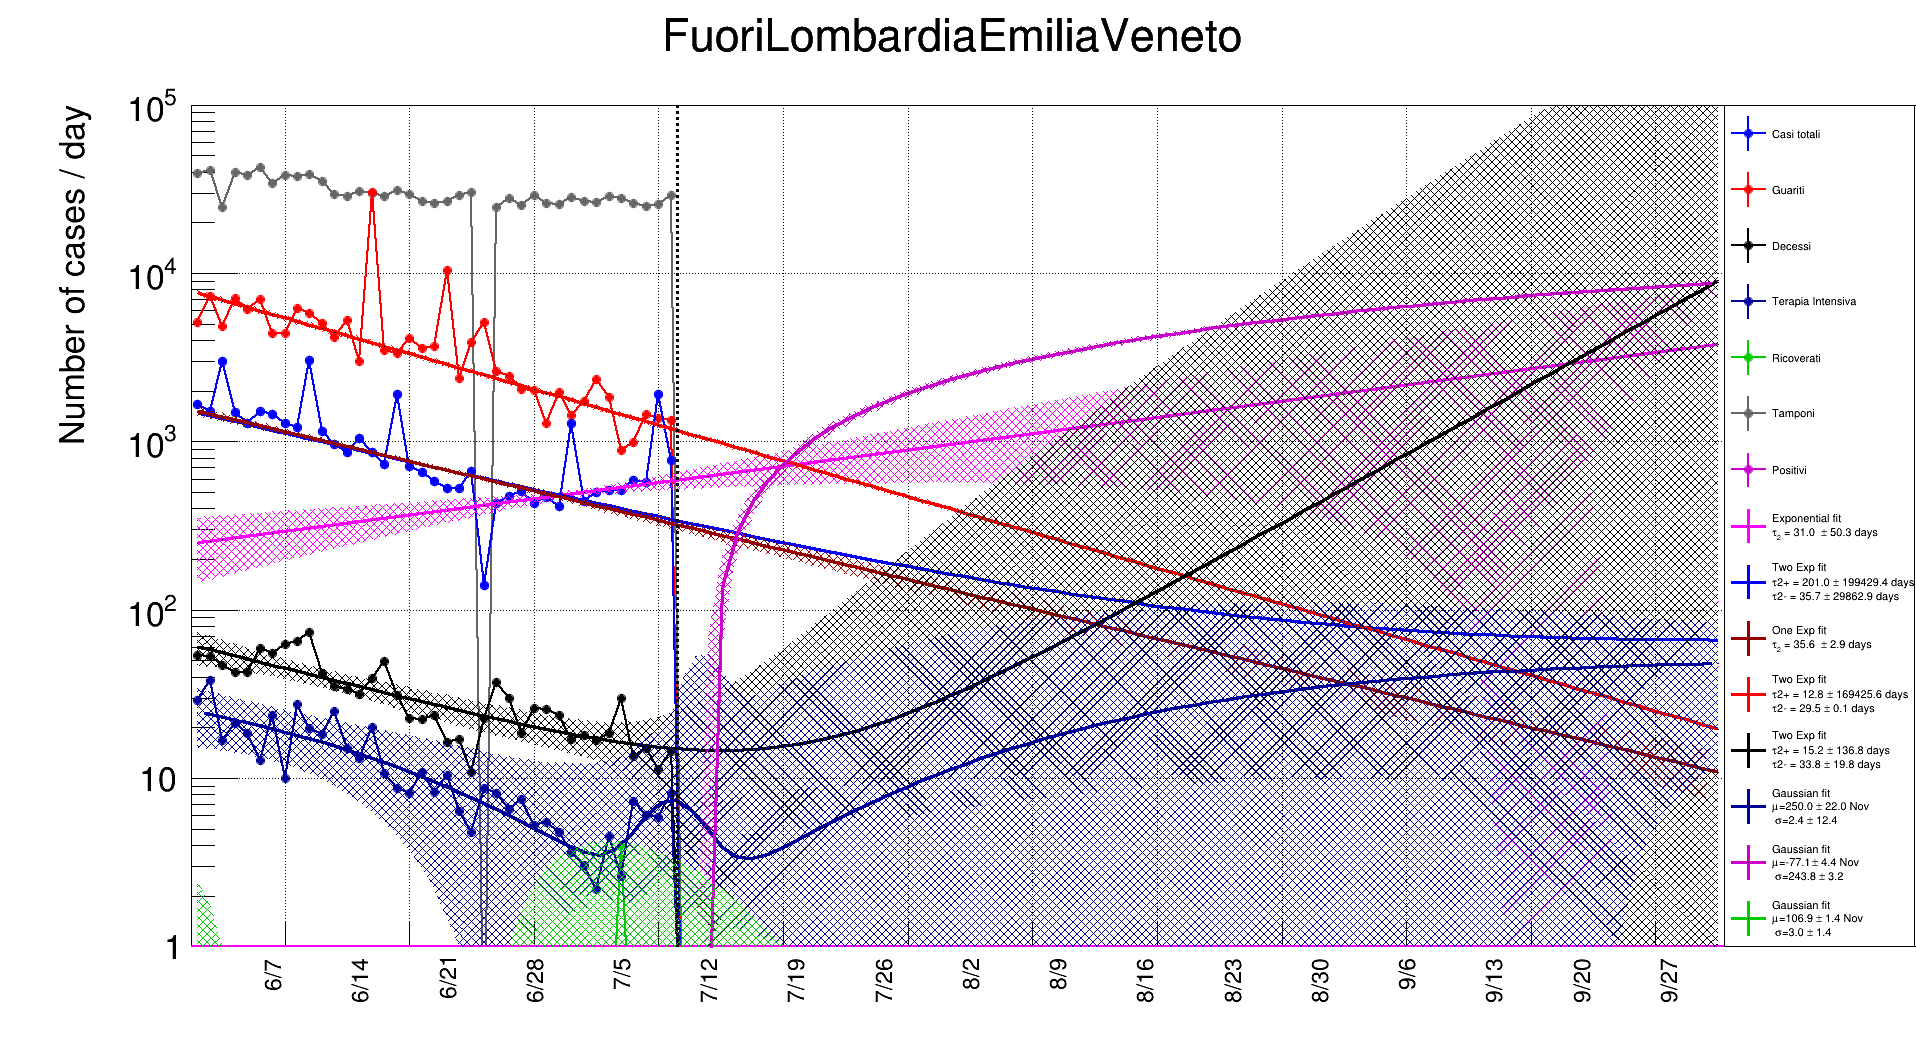 FuoriLombardiaEmiliaVeneto
Number of cases / day
10^5
10^4
10^3
10^2
10
1
6/7
6/14
6/21
6/28
7/5
7/12
7/19
7/26
8/2
8/9
8/16
8/23
8/30
9/6
9/13
9/20
9/27
Casi totali
Guariti
Decessi
Terapia Intensiva
Ricoverati
Tamponi
Positivi
Exponential fit
τ₂ = 31.0 ± 50.3 days
Two Exp fit
τ2+ = 201.0 ± 199429.4 days
τ2- = 35.7 ± 29862.9 days
One Exp fit
τ₂ = 35.6 ± 2.9 days
Two Exp fit
τ2+ = 12.8 ± 169425.6 days
τ2- = 29.5 ± 0.1 days
Two Exp fit
τ2+ = 15.2 ± 136.8 days
τ2- = 33.8 ± 19.8 days
Gaussian fit
μ=250.0 ± 22.0 Nov
σ=2.4 ± 12.4
Gaussian fit
μ=-77.1 ± 4.4 Nov
σ=243.8 ± 3.2
Gaussian fit
μ=106.9 ± 1.4 Nov
σ=3.0 ± 1.4